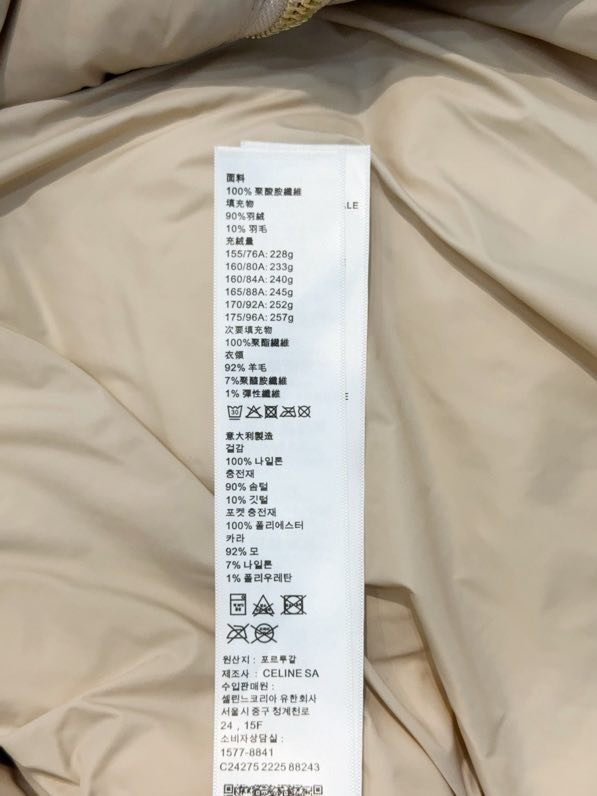 面料
100% 聚酸胺纖維
填充物
90%羽絨
10% 羽毛
充絨量
155/76A: 228g
160/80A: 233g
160/84A: 240g
165/88A: 245g
170/92A: 252g
175/96A: 257g
次要填充物
100%聚酯纖維
衣領
92% 羊毛
7%聚醯胺纖維
1% 彈性纖維
30
意大利製造
겉감
100% 나일론
충전재
90% 솜털
10% 깃털
포켓 충전재
100% 폴리에스터
카라
92% 모
7% 나일론
1% 폴리우레탄
원산지 : 포르투갈
제조사 : CELINE SA
수입판매원 :
셀린느코리아 유한회사
서울시 중구 청계천로
24 , 15F
소비자상담실 :
1577-8841
C24275 2225 88243
ALE
E